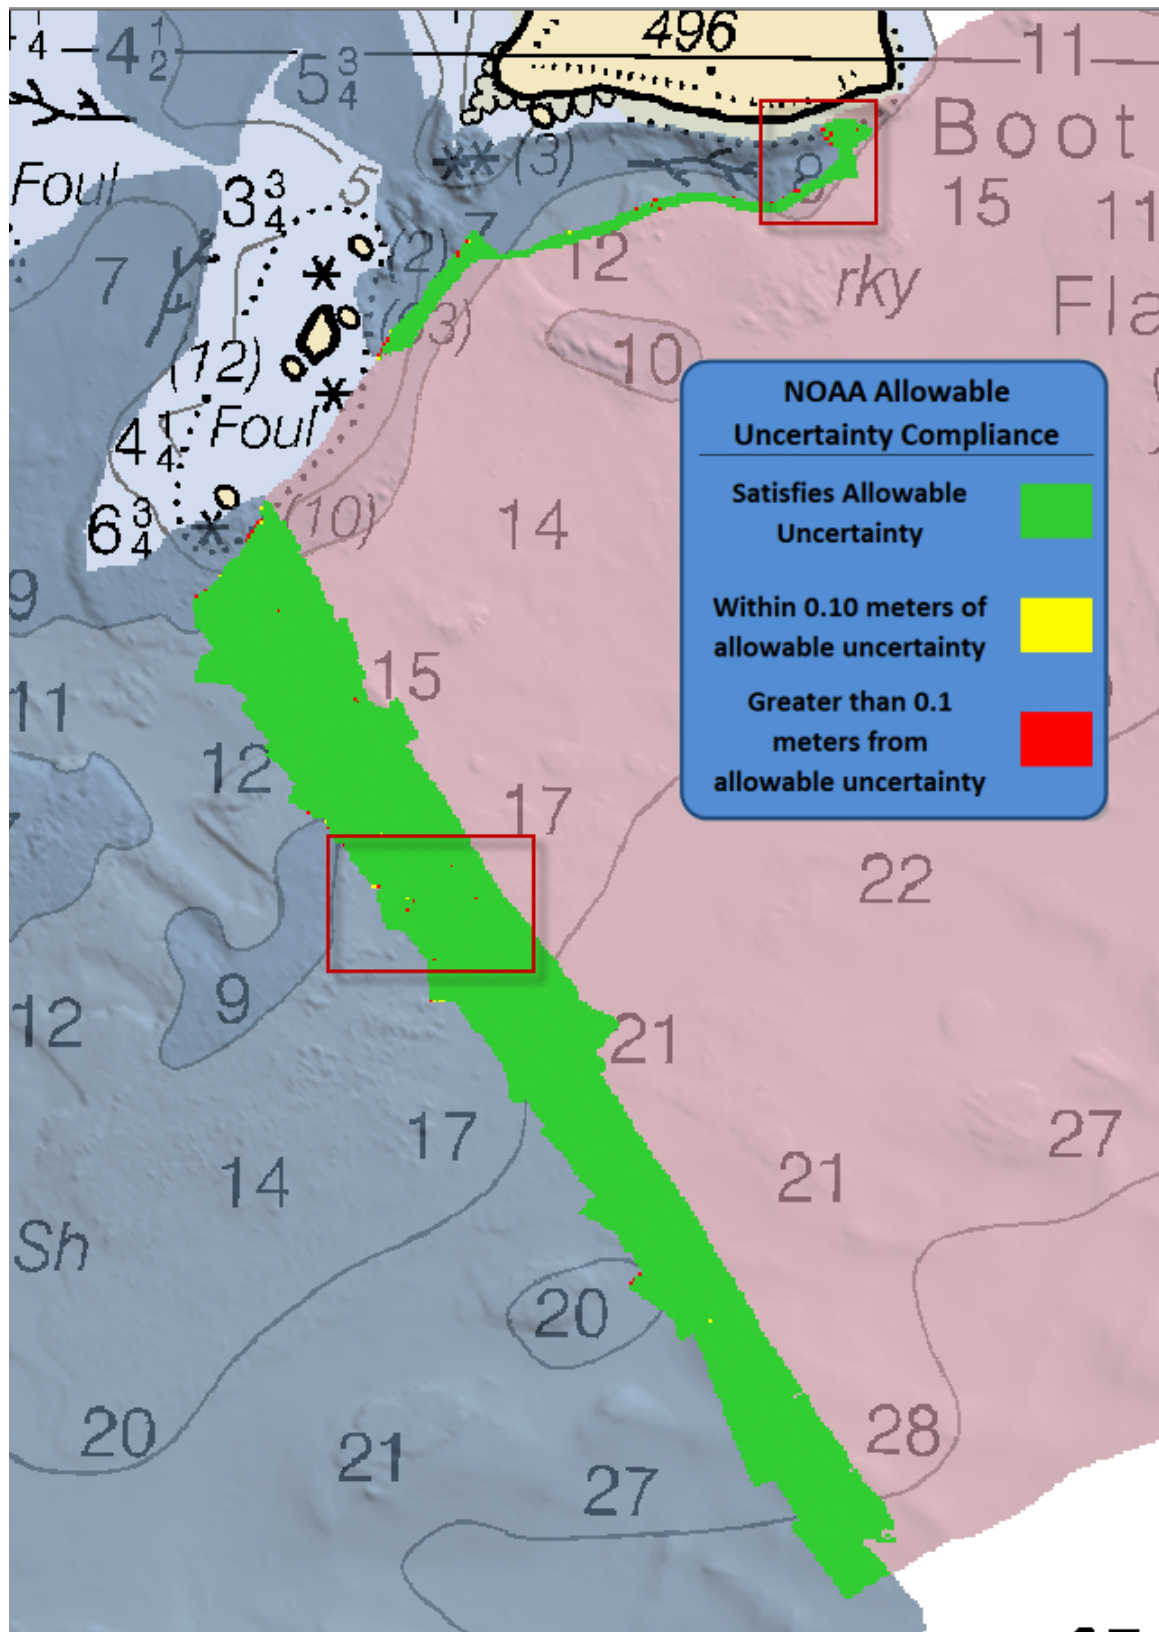 496
4
4 1/2
5 3/4
11
Boot
(3)
8
Foul
3 3/4
5
15
11
7
(2)
7
12
rky
Fla
(3)
10
(12)
NOAA Allowable
Uncertainty Compliance
Foul
4 1/4
Satisfies Allowable
Uncertainty
6 3/4
(10)
14
9
Within 0.10 meters of
allowable uncertainty
15
11
Greater than 0.1
meters from
allowable uncertainty
12
17
22
9
12
21
17
27
14
21
Sh
20
20
28
21
27